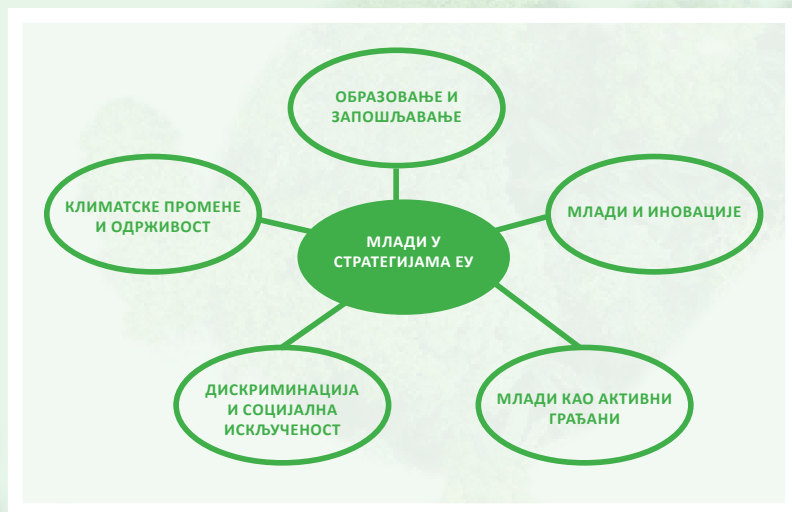 ОБРАЗОВАЊЕ И
ЗАПОШЉАВАЊЕ
КЛИМАТСКЕ ПРОМЕНЕ
И ОДРЖИВОСТ
МЛАДИ И ИНОВАЦИЈЕ
МЛАДИ У
СТРАТЕГИЈАМА ЕУ
ДИСКРИМИНАЦИЈА
И СОЦИЈАЛНА
ИСКЉУЧЕНОСТ
МЛАДИ КАО АКТИВНИ
ГРАЂАНИ